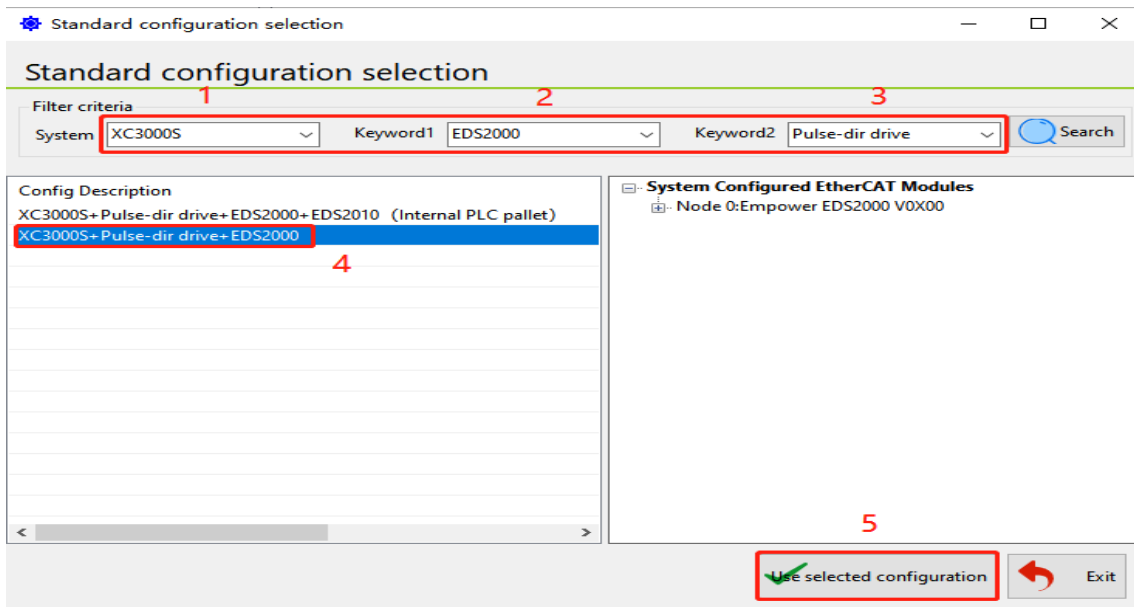 Standard configuration selection
Standard configuration selection
1 2 3
Filter criteria
System XC3000S Keyword1 EDS2000 Keyword2 Pulse-dir drive Search
Config Description
XC3000S+Pulse-dir drive+EDS2000+EDS2010 (Internal PLC pallet)
XC3000S+Pulse-dir drive+EDS2000
4
System Configured EtherCAT Modules
Node 0:Empower EDS2000 V0X00
5
Use selected configuration Exit